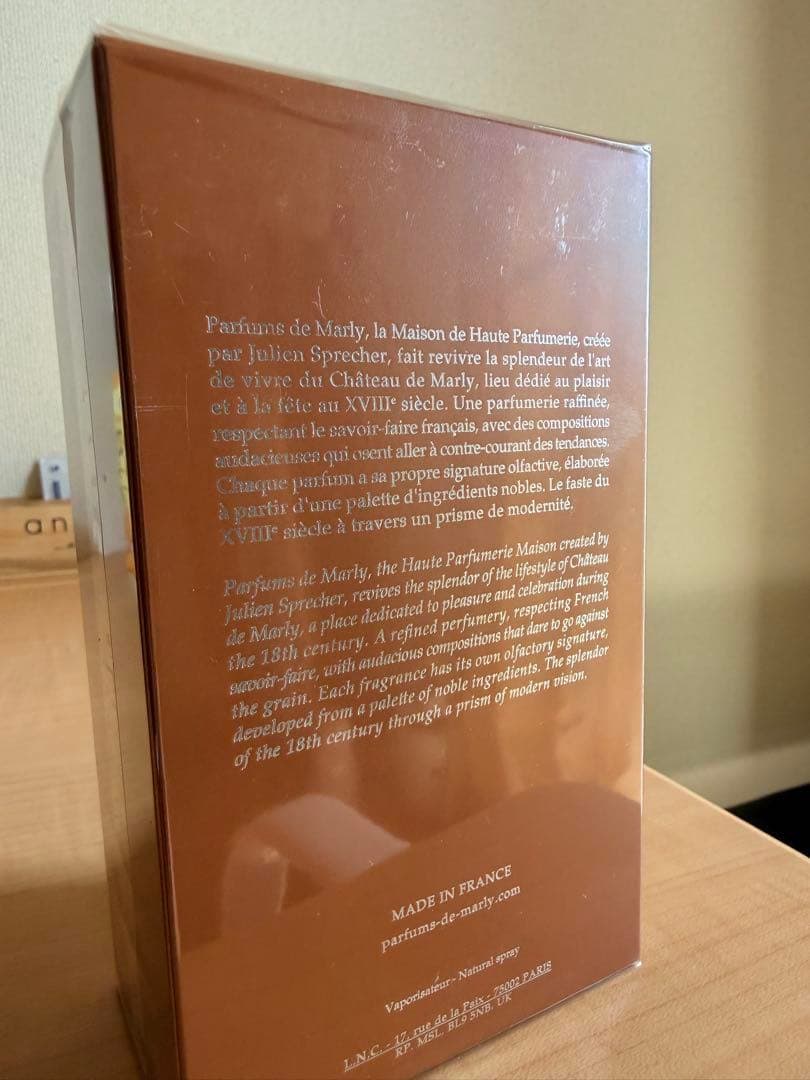 Parfums de Marly, la Maison de Haute Parfumerie, créée
par Julien Sprecher, fait revivre la splendeur de l'art
de vivre du Château de Marly, lieu dédié au plaisir
et à la fête au XVIIIᵉ siècle. Une parfumerie raffinée,
respectant le savoir-faire français, avec des compositions
audacieuses qui osent aller à contre-courant des tendances.
Chaque parfum a sa propre signature olfactive, élaborée
à partir d'une palette d'ingrédients nobles. Le faste du
XVIIIᵉ siècle à travers un prisme de modernité.
Parfums de Marly, the Haute Parfumerie Maison created by
Julien Sprecher, revives the splendor of the lifestyle of Château
de Marly, a place dedicated to pleasure and celebration during
the 18th century. A refined perfumery, respecting French
savoir-faire, with audacious compositions that dare to go against
the grain. Each fragrance has its own olfactory signature,
developed from a palette of noble ingredients. The splendor
of the 18th century through a prism of modern vision.
MADE IN FRANCE
parfums-de-marly.com
Vaporisateur - Natural spray
L.N.C. - 17, rue de la Paix - 75002 PARIS
RP. MSL, BL9 5NB, UK
an